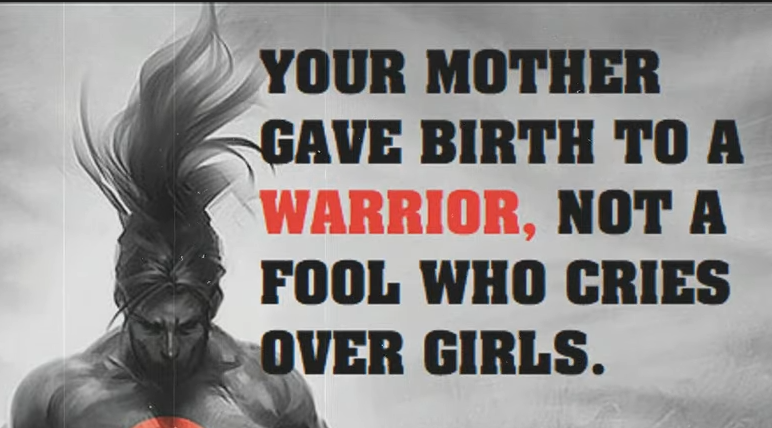 YOUR MOTHER
GAVE BIRTH TO A
WARRIOR, NOT A
FOOL WHO CRIES
OVER GIRLS.